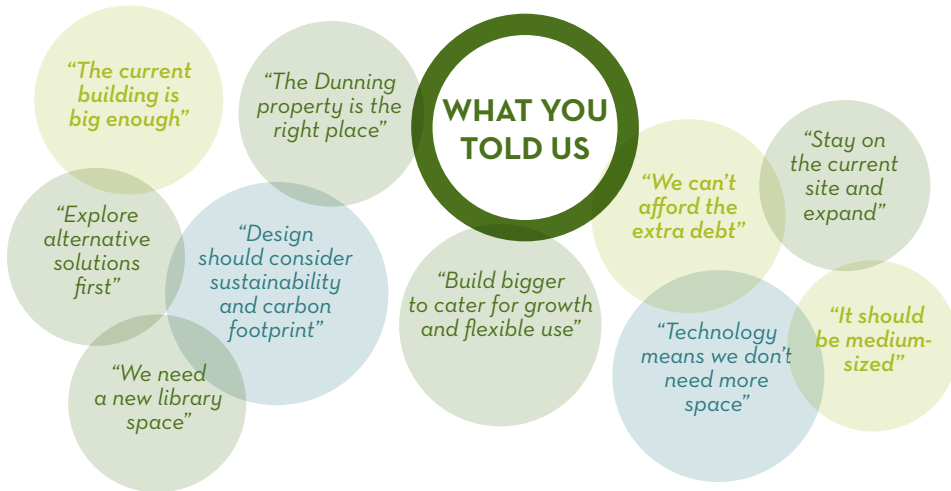 WHAT YOU
TOLD US
“The current
building is
big enough”
“The Dunning
property is the
right place”
“Explore
alternative
solutions
first”
“Design
should consider
sustainability
and carbon
footprint”
“We need
a new library
space”
“Build bigger
to cater for growth
and flexible use”
“We can’t
afford the
extra debt”
“Stay on
the current
site and
expand”
“Technology
means we don’t
need more
space”
“It should
be medium-
sized”